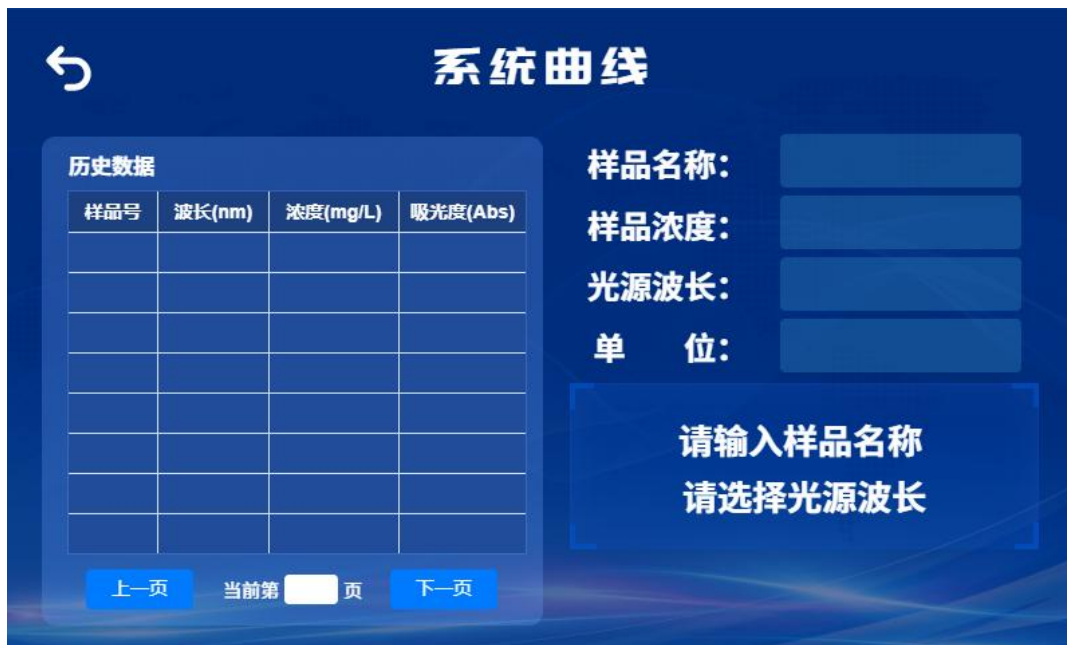 系统曲线
历史数据
样品号 波长(nm) 浓度(mg/L) 吸光度(Abs)
上一页 当前第 页 下一页
样品名称：
样品浓度：
光源波长：
单 位：
请输入样品名称
请选择光源波长